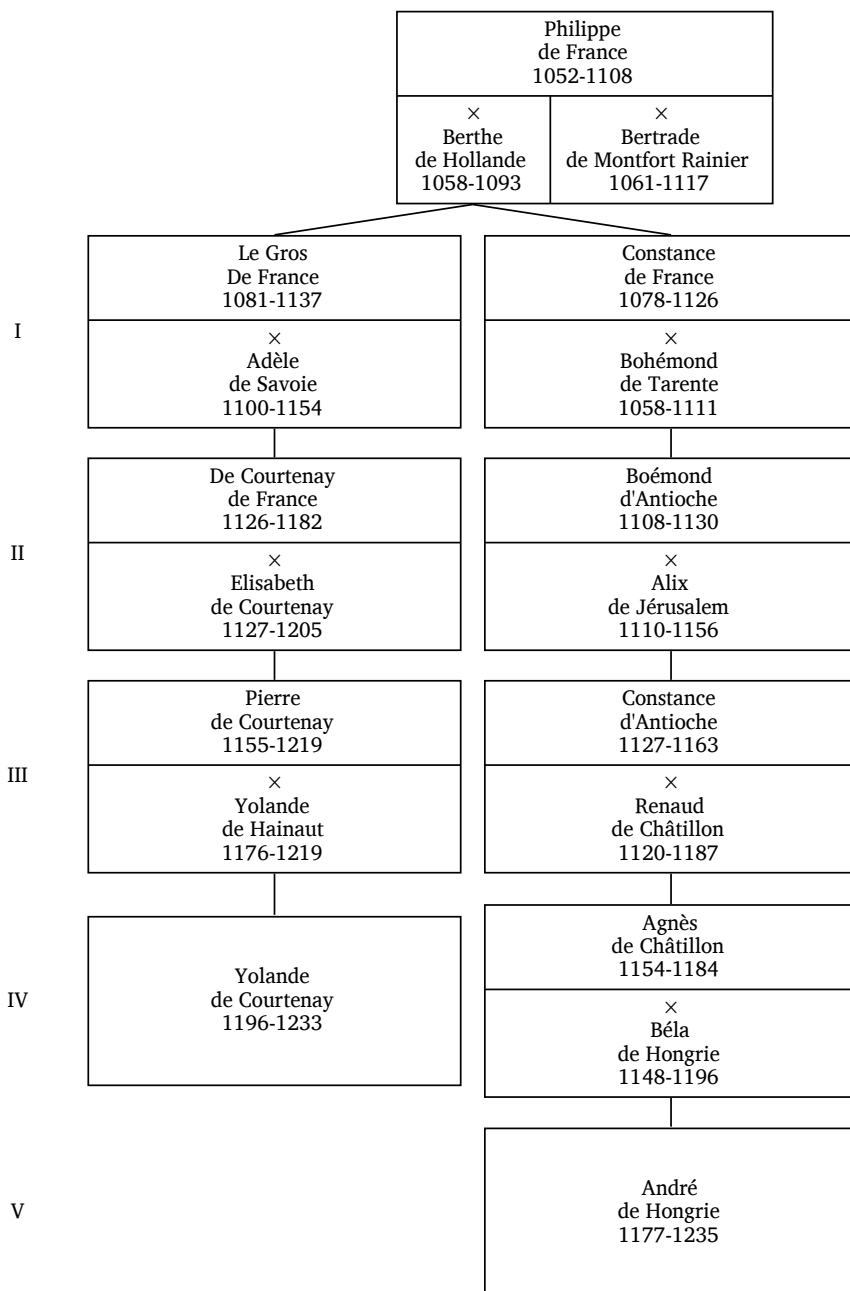 Philippe
de France
1052-1108
×
Berthe
de Hollande
1058-1093
×
Bertrade
de Montfort Rainier
1061-1117
I
Le Gros
De France
1081-1137
×
Adèle
de Savoie
1100-1154
Constance
de France
1078-1126
×
Bohémond
de Tarente
1058-1111
II
De Courtenay
de France
1126-1182
×
Elisabeth
de Courtenay
1127-1205
Boémond
d'Antioche
1108-1130
×
Alix
de Jérusalem
1110-1156
III
Pierre
de Courtenay
1155-1219
×
Yolande
de Hainaut
1176-1219
Constance
d'Antioche
1127-1163
×
Renaud
de Châtillon
1120-1187
IV
Yolande
de Courtenay
1196-1233
Agnès
de Châtillon
1154-1184
×
Béla
de Hongrie
1148-1196
V
André
de Hongrie
1177-1235